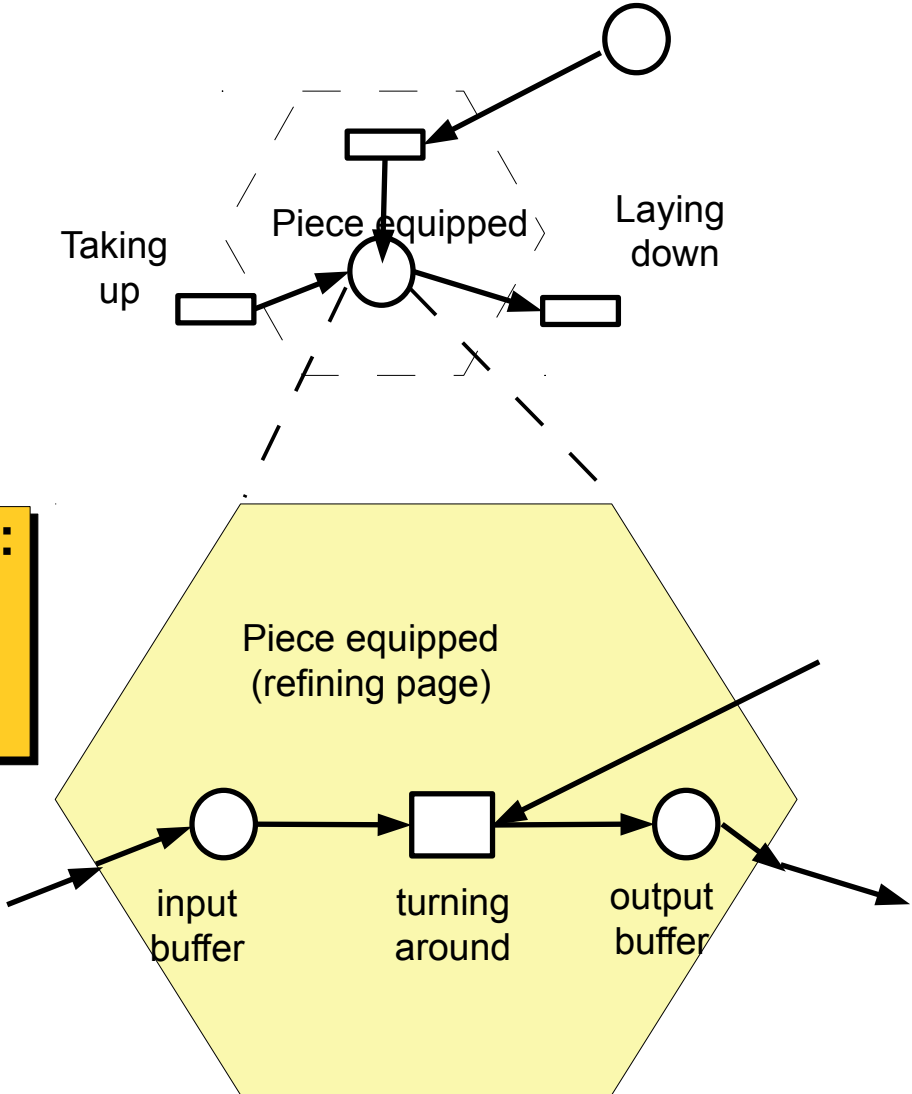 Piece equipped
Laying
down
Taking
up
:
Piece equipped
(refining page)
input
buffer
turning
around
output
buffer